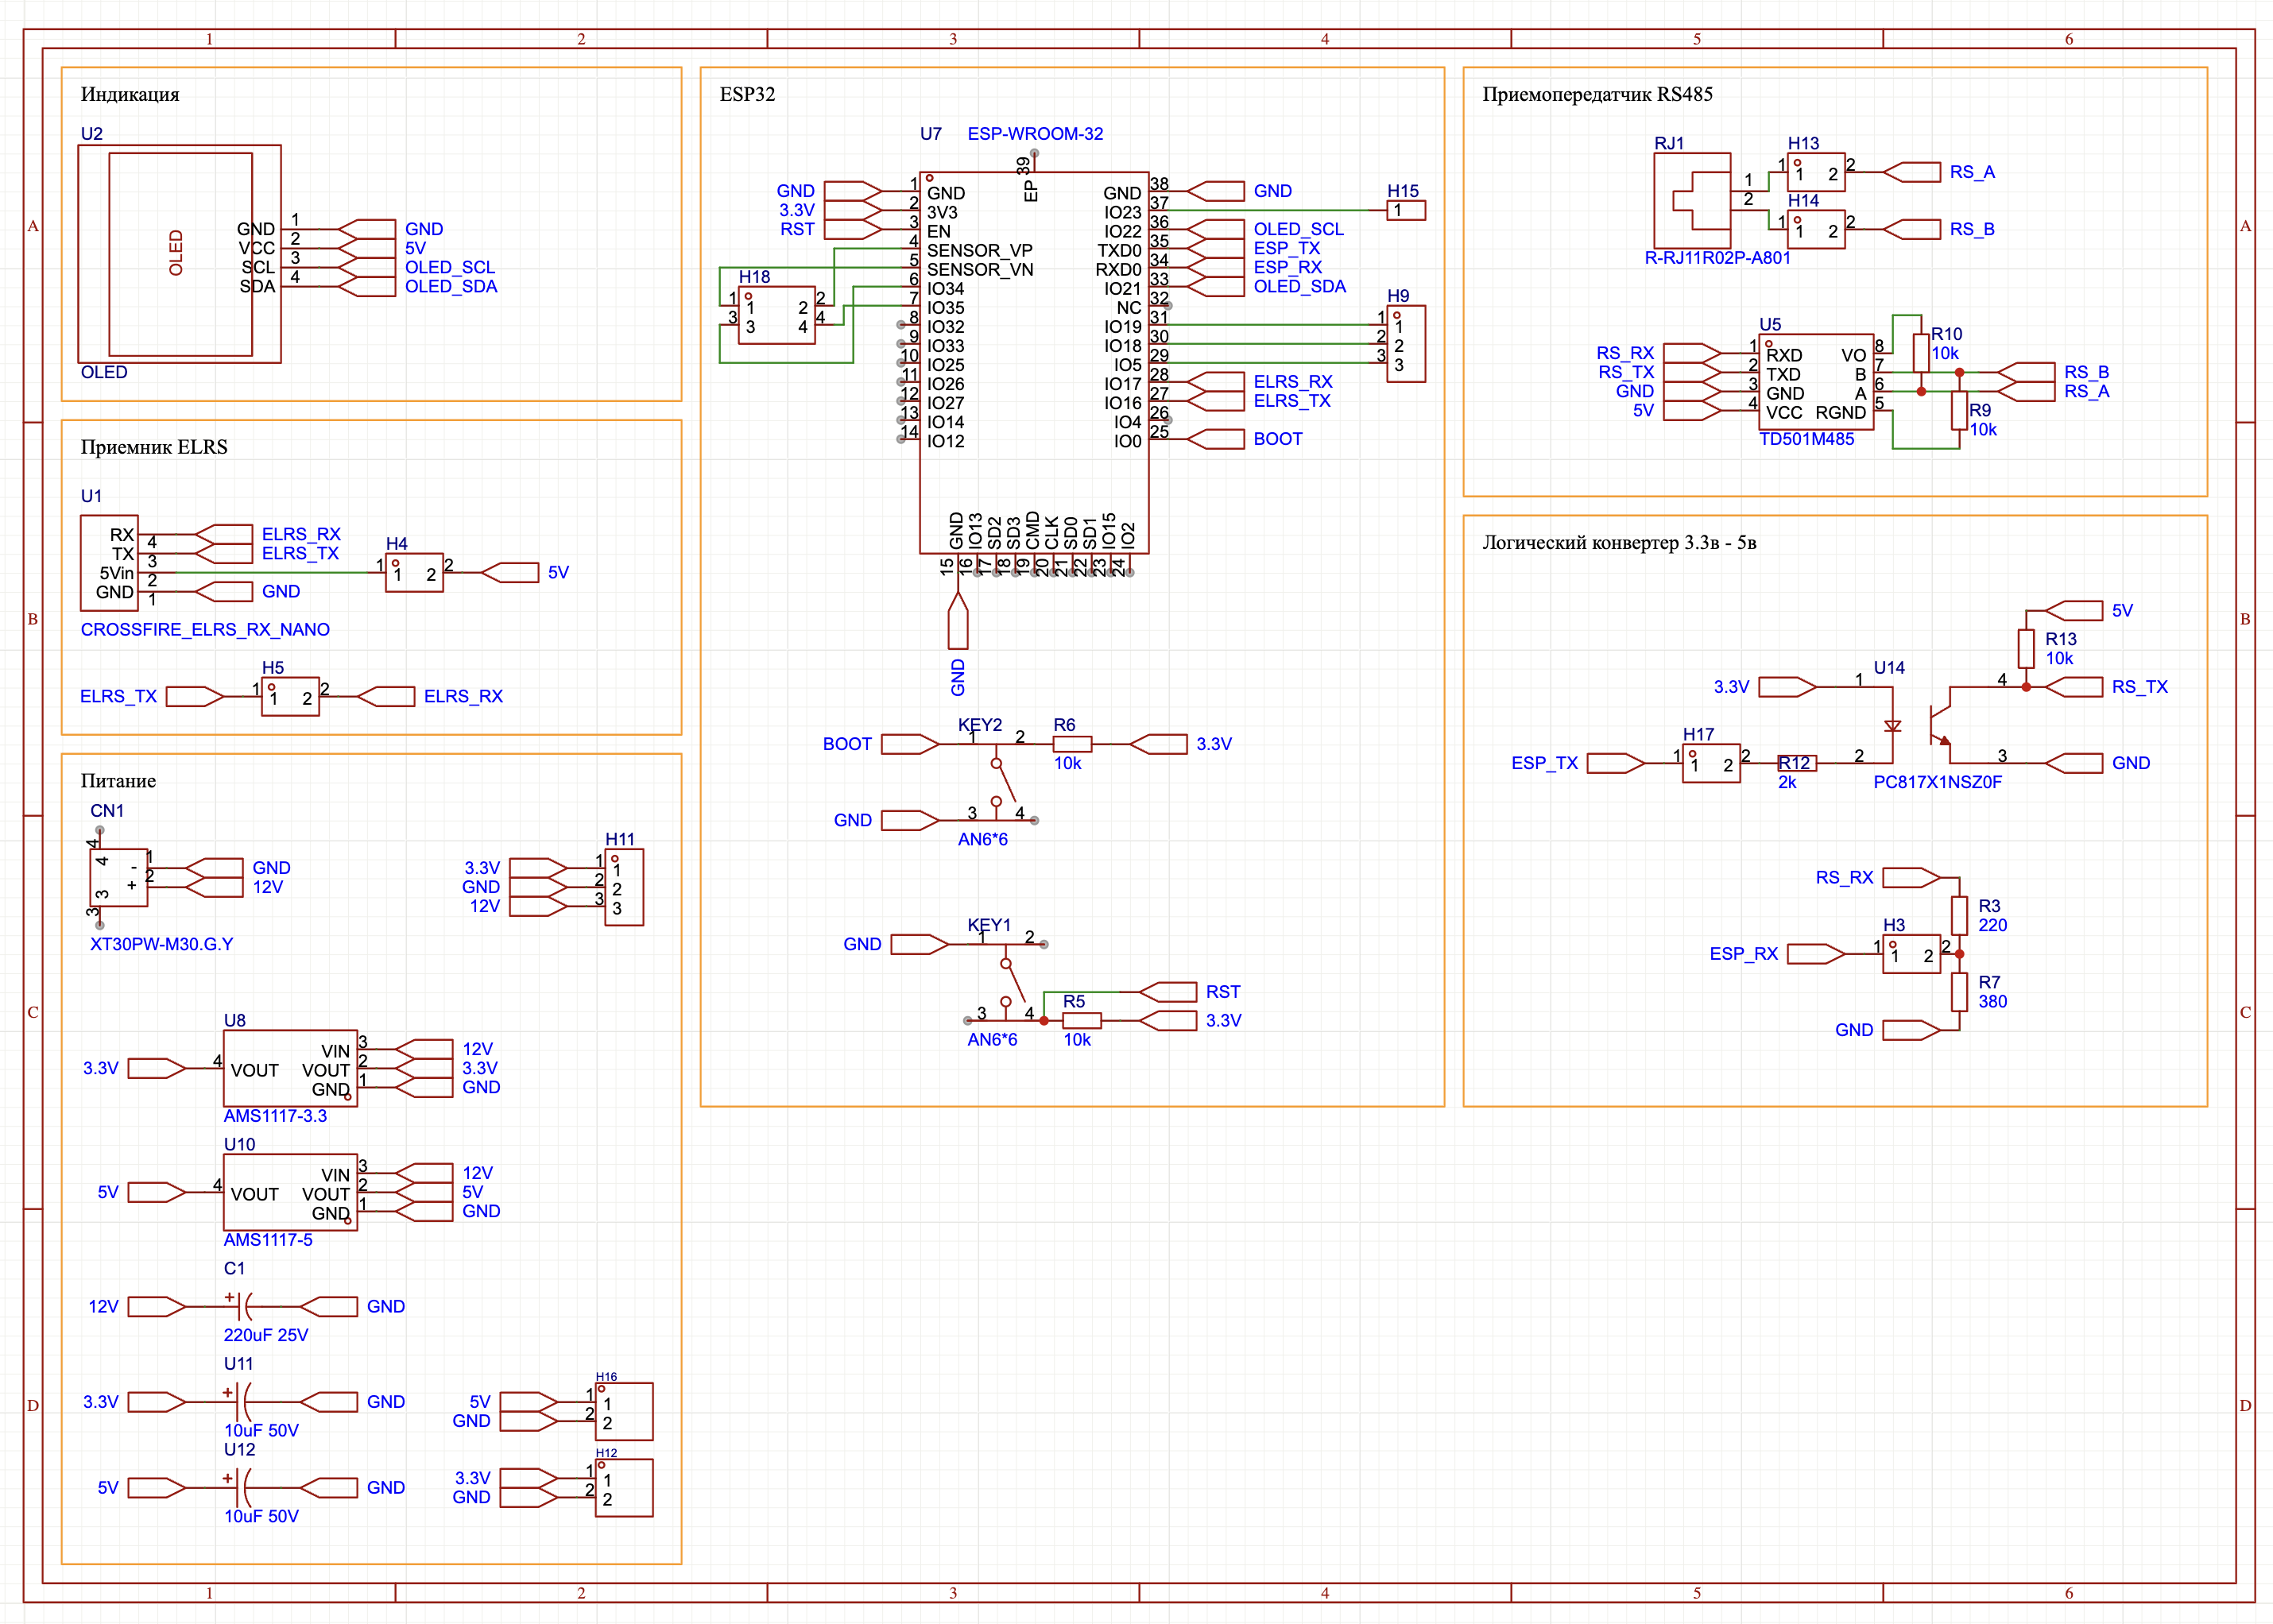 1 2 3 4 5 6
A
B
C
D
Индикация
U2
OLED
GND 1 GND
VCC 2 5V
SCL 3 OLED_SCL
SDA 4 OLED_SDA
OLED
Приемник ELRS
U1
RX 4 ELRS_RX
TX 3 ELRS_TX
5Vin 2
GND 1 GND
H4
1 1 2 2 5V
CROSSFIRE_ELRS_RX_NANO
H5
ELRS_TX 1 1 2 2 ELRS_RX
Питание
CN1
4 4
- 1 GND
+ 2 12V
3 3
XT30PW-M30.G.Y
H11
3.3V 1 1
GND 2 2
12V 3 3
U8
VIN 3 12V
3.3V 4 VOUT VOUT 2 3.3V
GND 1 GND
AMS1117-3.3
U10
VIN 3 12V
5V 4 VOUT VOUT 2 5V
GND 1 GND
AMS1117-5
C1
12V + GND
220uF 25V
U11
3.3V + GND
10uF 50V
U12
5V + GND
10uF 50V
H16
5V 1 1
GND 2 2
H12
3.3V 1 1
GND 2 2
ESP32
U7 ESP-WROOM-32
EP 39
GND 1 GND
3.3V 2 3V3
RST 3 EN
4 SENSOR_VP
5 SENSOR_VN
6 IO34
7 IO35
8 IO32
9 IO33
10 IO25
11 IO26
12 IO27
13 IO14
14 IO12
H18
1 1 2 2
3 3 4 4
GND 38 GND
IO23 37
IO22 36 OLED_SCL
TXD0 35 ESP_TX
RXD0 34 ESP_RX
IO21 33 OLED_SDA
NC 32
IO19 31
IO18 30
IO5 29
IO17 28 ELRS_RX
IO16 27 ELRS_TX
IO4 26
IO0 25 BOOT
H15
1
H9
1 1
2 2
3 3
GND IO13 SD2 SD3 CMD CLK SD0 SD1 IO15 IO2
15 16 17 18 19 20 21 22 23 24
GND
KEY2 R6
BOOT 1 2 3.3V
10k
GND 3 4
AN6*6
KEY1
GND 1 2
R5 RST
3 4 3.3V
AN6*6 10k
Приемопередатчик RS485
RJ1 H13
1 1 1 2 2 RS_A
2 H14
1 1 2 2 RS_B
R-RJ11R02P-A801
U5 R10
10k
RS_RX 1 RXD VO 8
RS_TX 2 TXD B 7 RS_B
GND 3 GND A 6 RS_A
5V 4 VCC RGND 5
R9
10k
TD501M485
Логический конвертер 3.3в - 5в
5V
R13
10k
U14
3.3V 1 4 RS_TX
H17
ESP_TX 1 1 2 2 R12 2 3 GND
2k PC817X1NSZ0F
RS_RX
R3
220
H3
ESP_RX 1 1 2 2
R7
380
GND
A
B
C
D
1 2 3 4 5 6